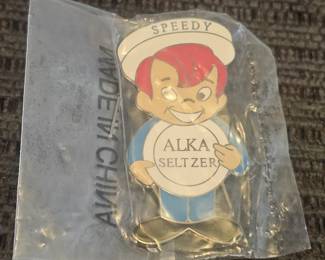 SPEEDY
ALKA
SELTZER
MADE IN CHINA